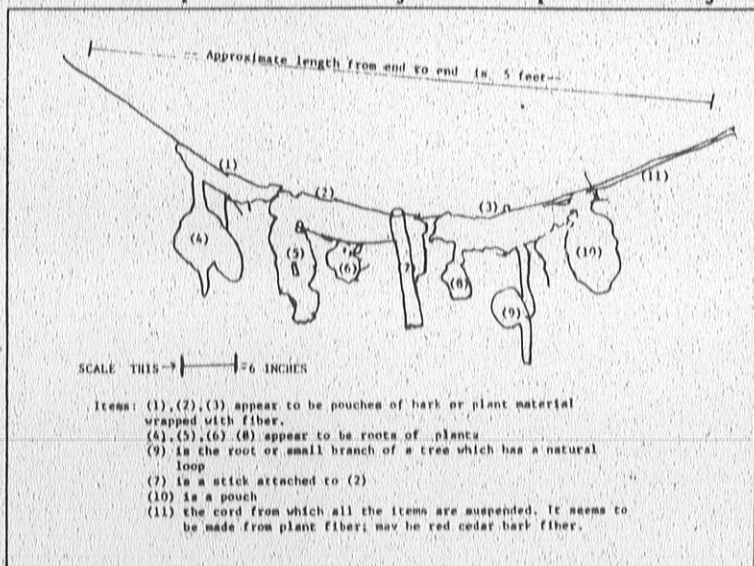 -- Approximate length from end to end is 5 feet--
(1)
(2)
(3)
(11)
(4)
(5)
(6)
7
(8)
(9)
(10)
SCALE THIS → =6 INCHES
Items: (1),(2),(3) appear to be pouches of bark or plant material
wrapped with fiber.
(4),(5),(6) (8) appear to be roots of plants
(9) is the root or small branch of a tree which has a natural
loop
(7) is a stick attached to (2)
(10) is a pouch
(11) the cord from which all the items are suspended. It seems to
be made from plant fiber; may be red cedar bark fiber.